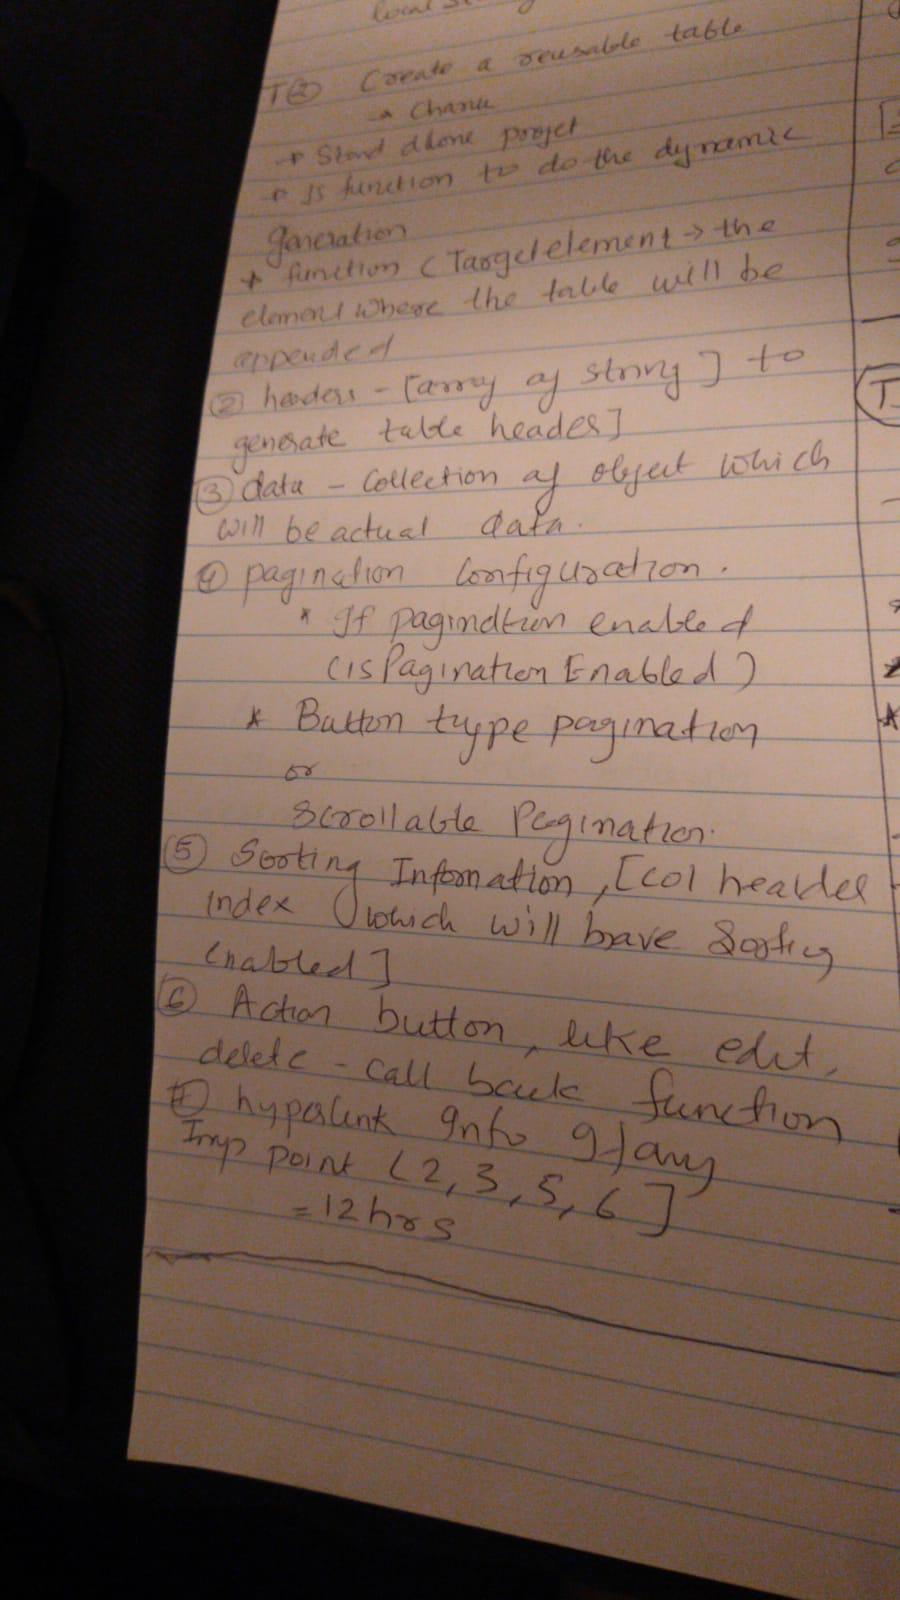 local
T② Create a reusable table
→ Stand alone projet
→ Js function to do the dynamic
generation
→ function ( Targetelement → the
element where the table will be
appended
② headers - [array of string ] to
generate table header]
③ data - Collection of object which
will be actual data.
④ pagination Configuration.
* If pagination enabled
(isPagination Enabled)
* Button type pagination
or
Scrollable Pagination.
⑤ Sorting Information, [col header
index which will have Sorting
Enabled]
⑥ Action button, like edit,
delete - Call back function
⑦ hyperlink Info if any
Imp point (2, 3, 5, 6 ]
= 12 hrs
T